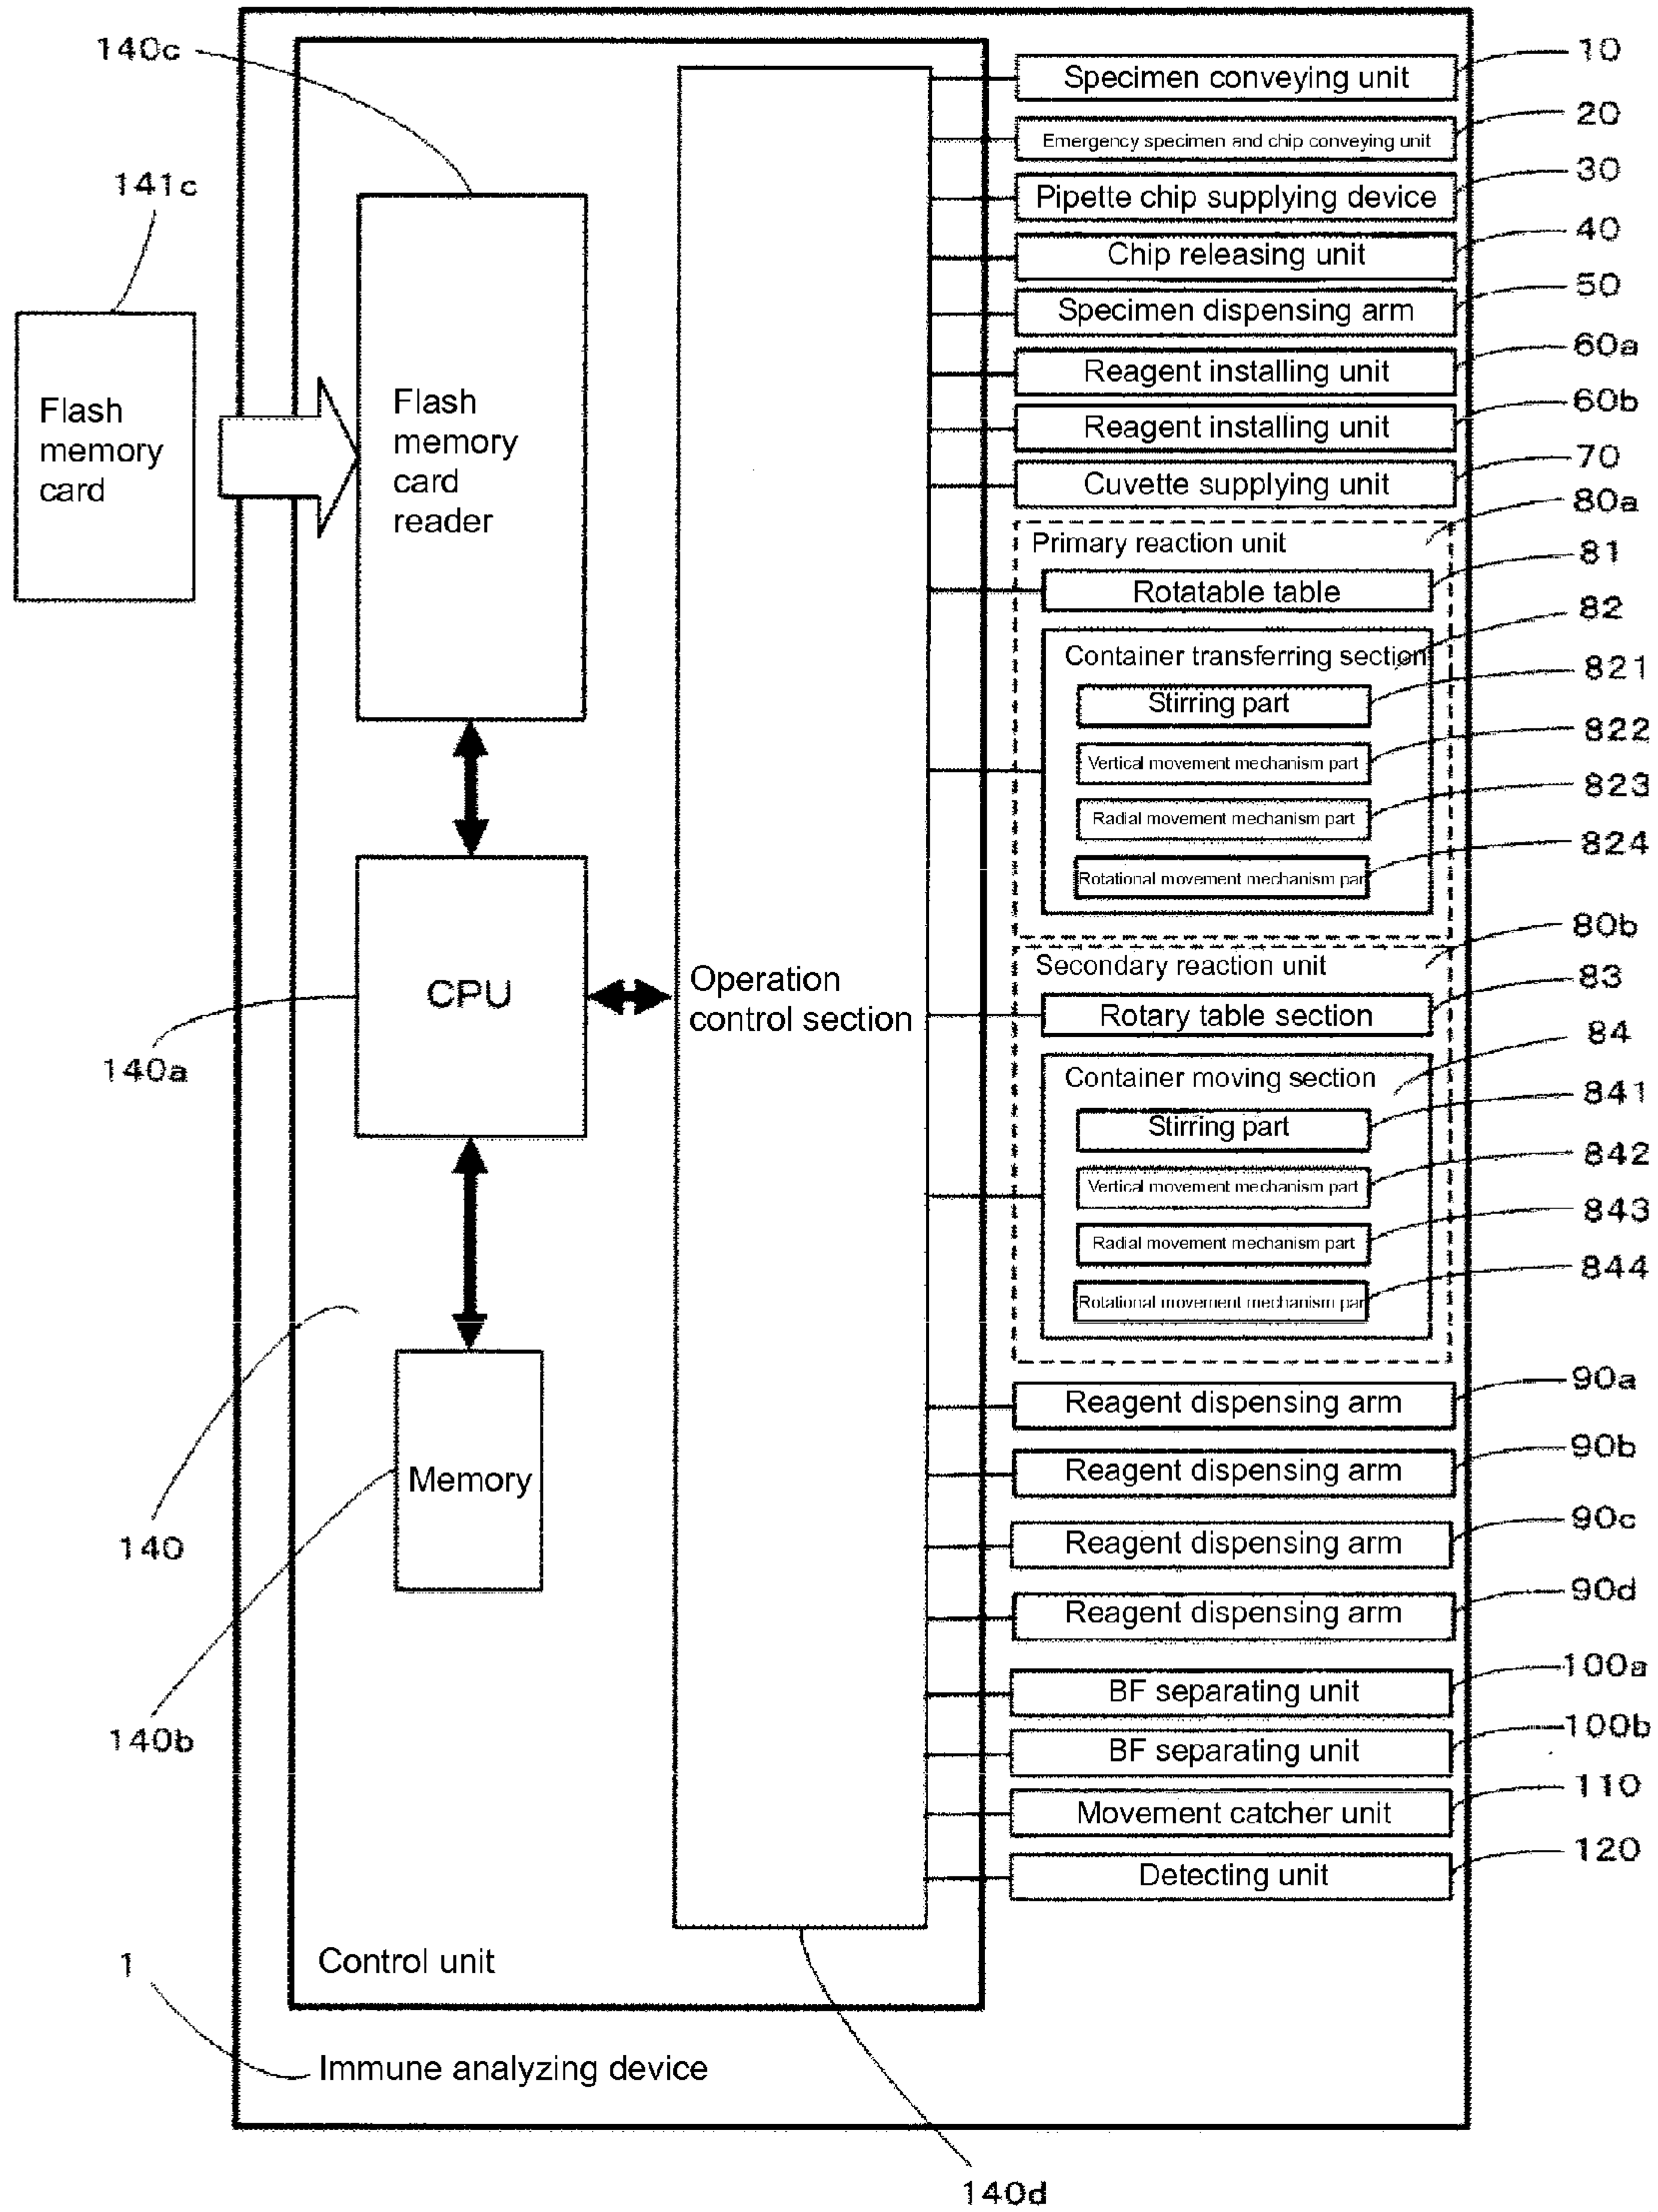 140c
10
Specimen conveying unit
20
Emergency specimen and chip conveying unit
141c
30
Pipette chip supplying device
40
Chip releasing unit
50
Specimen dispensing arm
60a
Reagent installing unit
60b
Reagent installing unit
70
Cuvette supplying unit
Flash
memory
card
Flash
memory
card
reader
80a
Primary reaction unit
81
Rotatable table
82
Container transferring section
821
Stirring part
822
Vertical movement mechanism part
823
Radial movement mechanism part
824
Rotational movement mechanism par
80b
Secondary reaction unit
83
Rotary table section
CPU
140a
Operation
control section
84
Container moving section
841
Stirring part
842
Vertical movement mechanism part
843
Radial movement mechanism part
844
Rotational movement mechanism par
90a
Reagent dispensing arm
90b
Reagent dispensing arm
Memory
140
90c
Reagent dispensing arm
90d
Reagent dispensing arm
100a
BF separating unit
140b
100b
BF separating unit
110
Movement catcher unit
120
Detecting unit
Control unit
1
Immune analyzing device
140d